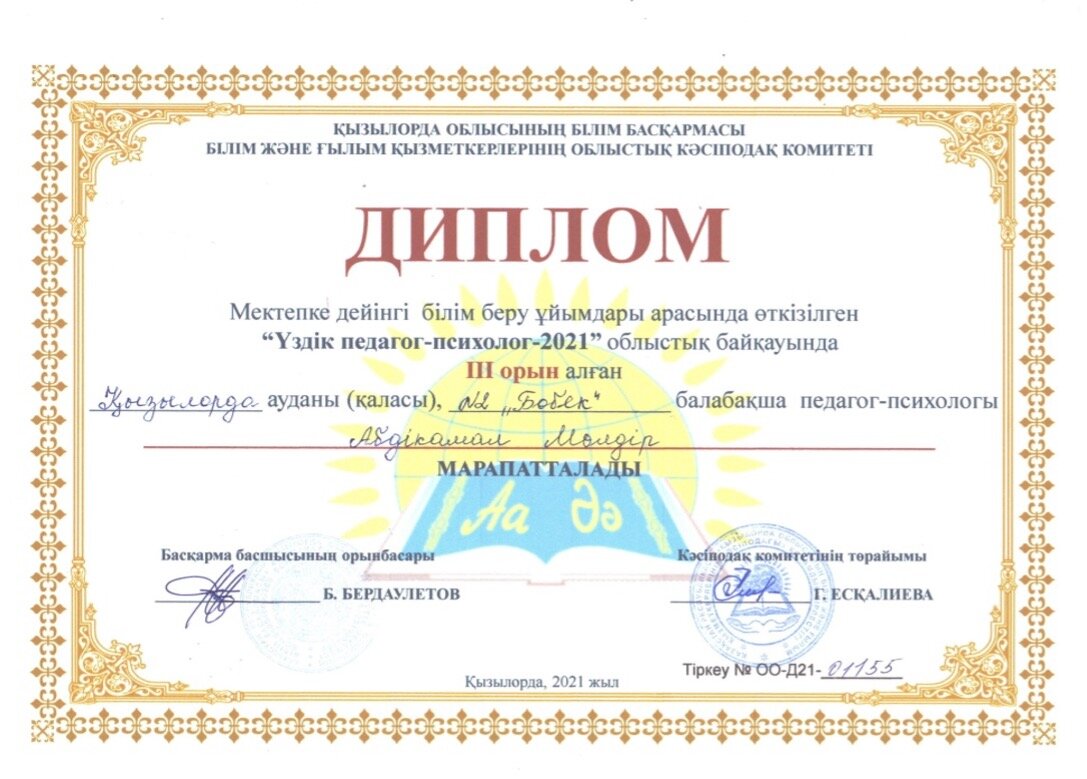 ҚЫЗЫЛОРДА ОБЛЫСЫНЫҢ БІЛІМ БАСҚАРМАСЫ
БІЛІМ ЖӘНЕ ҒЫЛЫМ ҚЫЗМЕТКЕРЛЕРІНІҢ ОБЛЫСТЫҚ КӘСІПОДАҚ КОМИТЕТІ
ДИПЛОМ
Мектепке дейінгі білім беру ұйымдары арасында өткізілген
“Үздік педагог-психолог-2021” облыстық байқауында
III орын алған
Қызылорда ауданы (қаласы), №2 „Бөбек“ балабақша педагог-психологы
Абдікамал Мөлдір
МАРАПАТТАЛАДЫ
Аа Әә
Басқарма басшысының орынбасары Кәсіподақ комитетінің төрайымы
Б. БЕРДАУЛЕТОВ Г. ЕСҚАЛИЕВА
Тіркеу № ОО-Д21-01155
Қызылорда, 2021 жыл